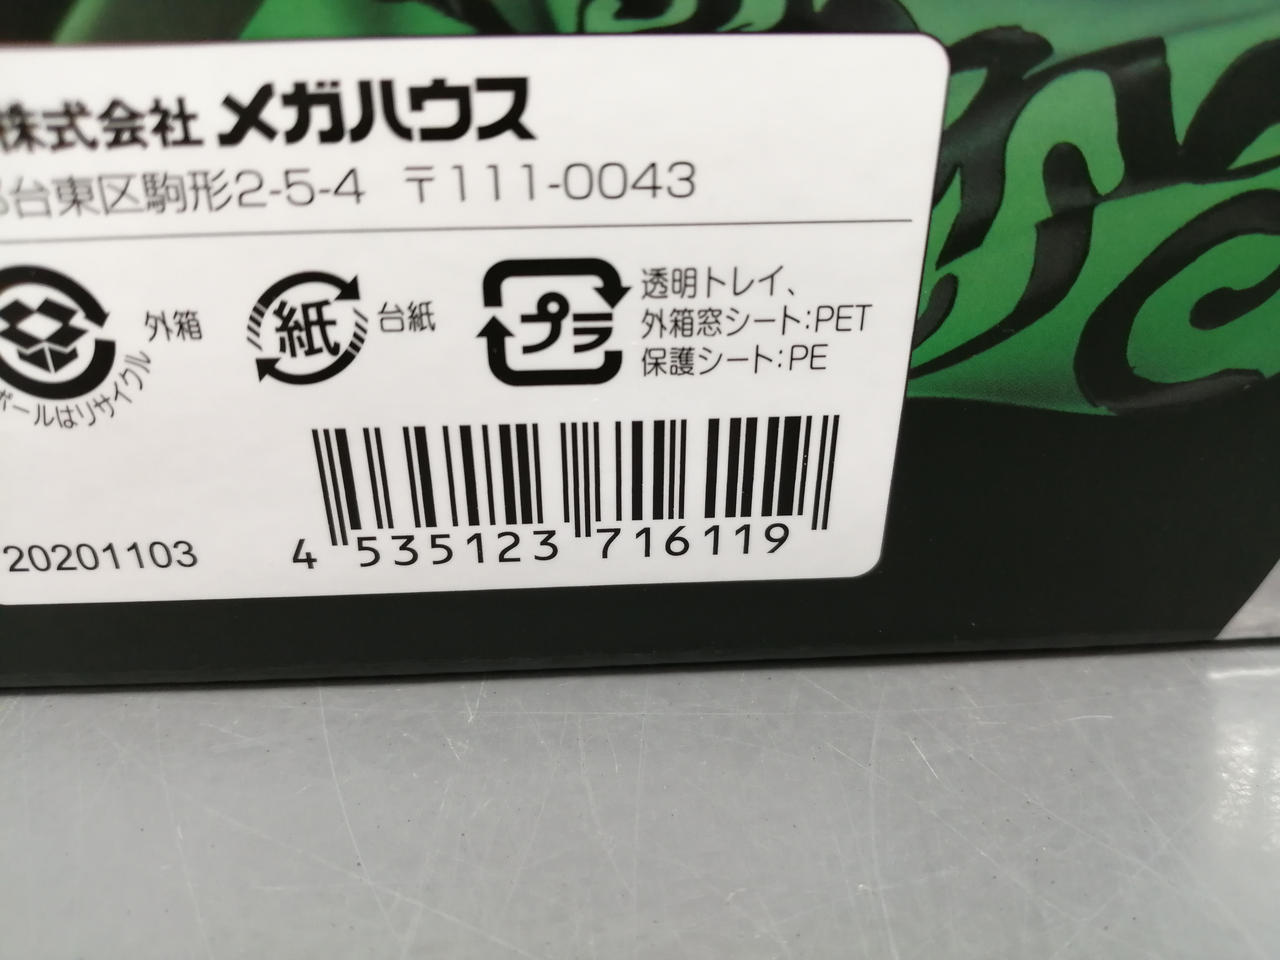 株式会社 メガハウス
台東区駒形2-5-4 〒111-0043
外箱
ボールはリサイクル
紙
台紙
プラ
透明トレイ、
外箱窓シート:PET
保護シート:PE
20201103
4 535123 716119